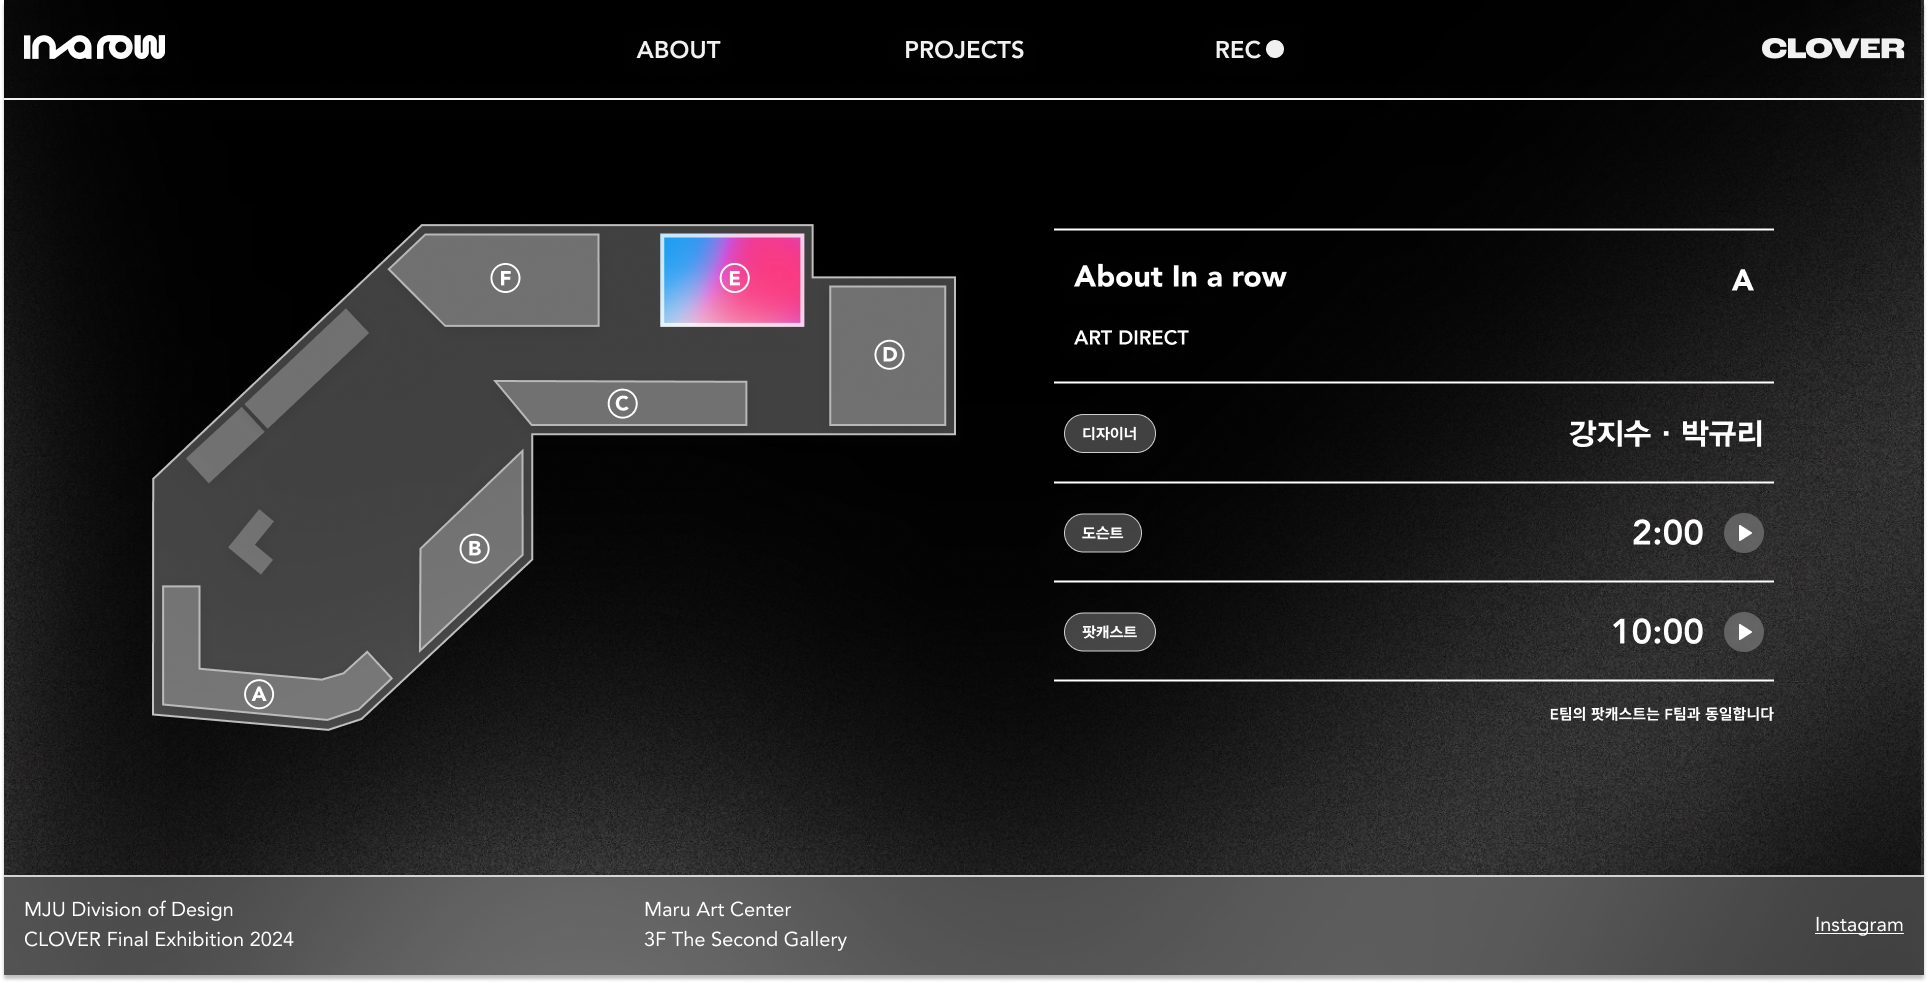 In a row
ABOUT
PROJECTS
REC
CLOVER
F
E
D
C
B
A
About In a row
A
ART DIRECT
디자이너
강지수 · 박규리
도슨트
2:00
팟캐스트
10:00
E팀의 팟캐스트는 F팀과 동일합니다
MJU Division of Design
CLOVER Final Exhibition 2024
Maru Art Center
3F The Second Gallery
Instagram